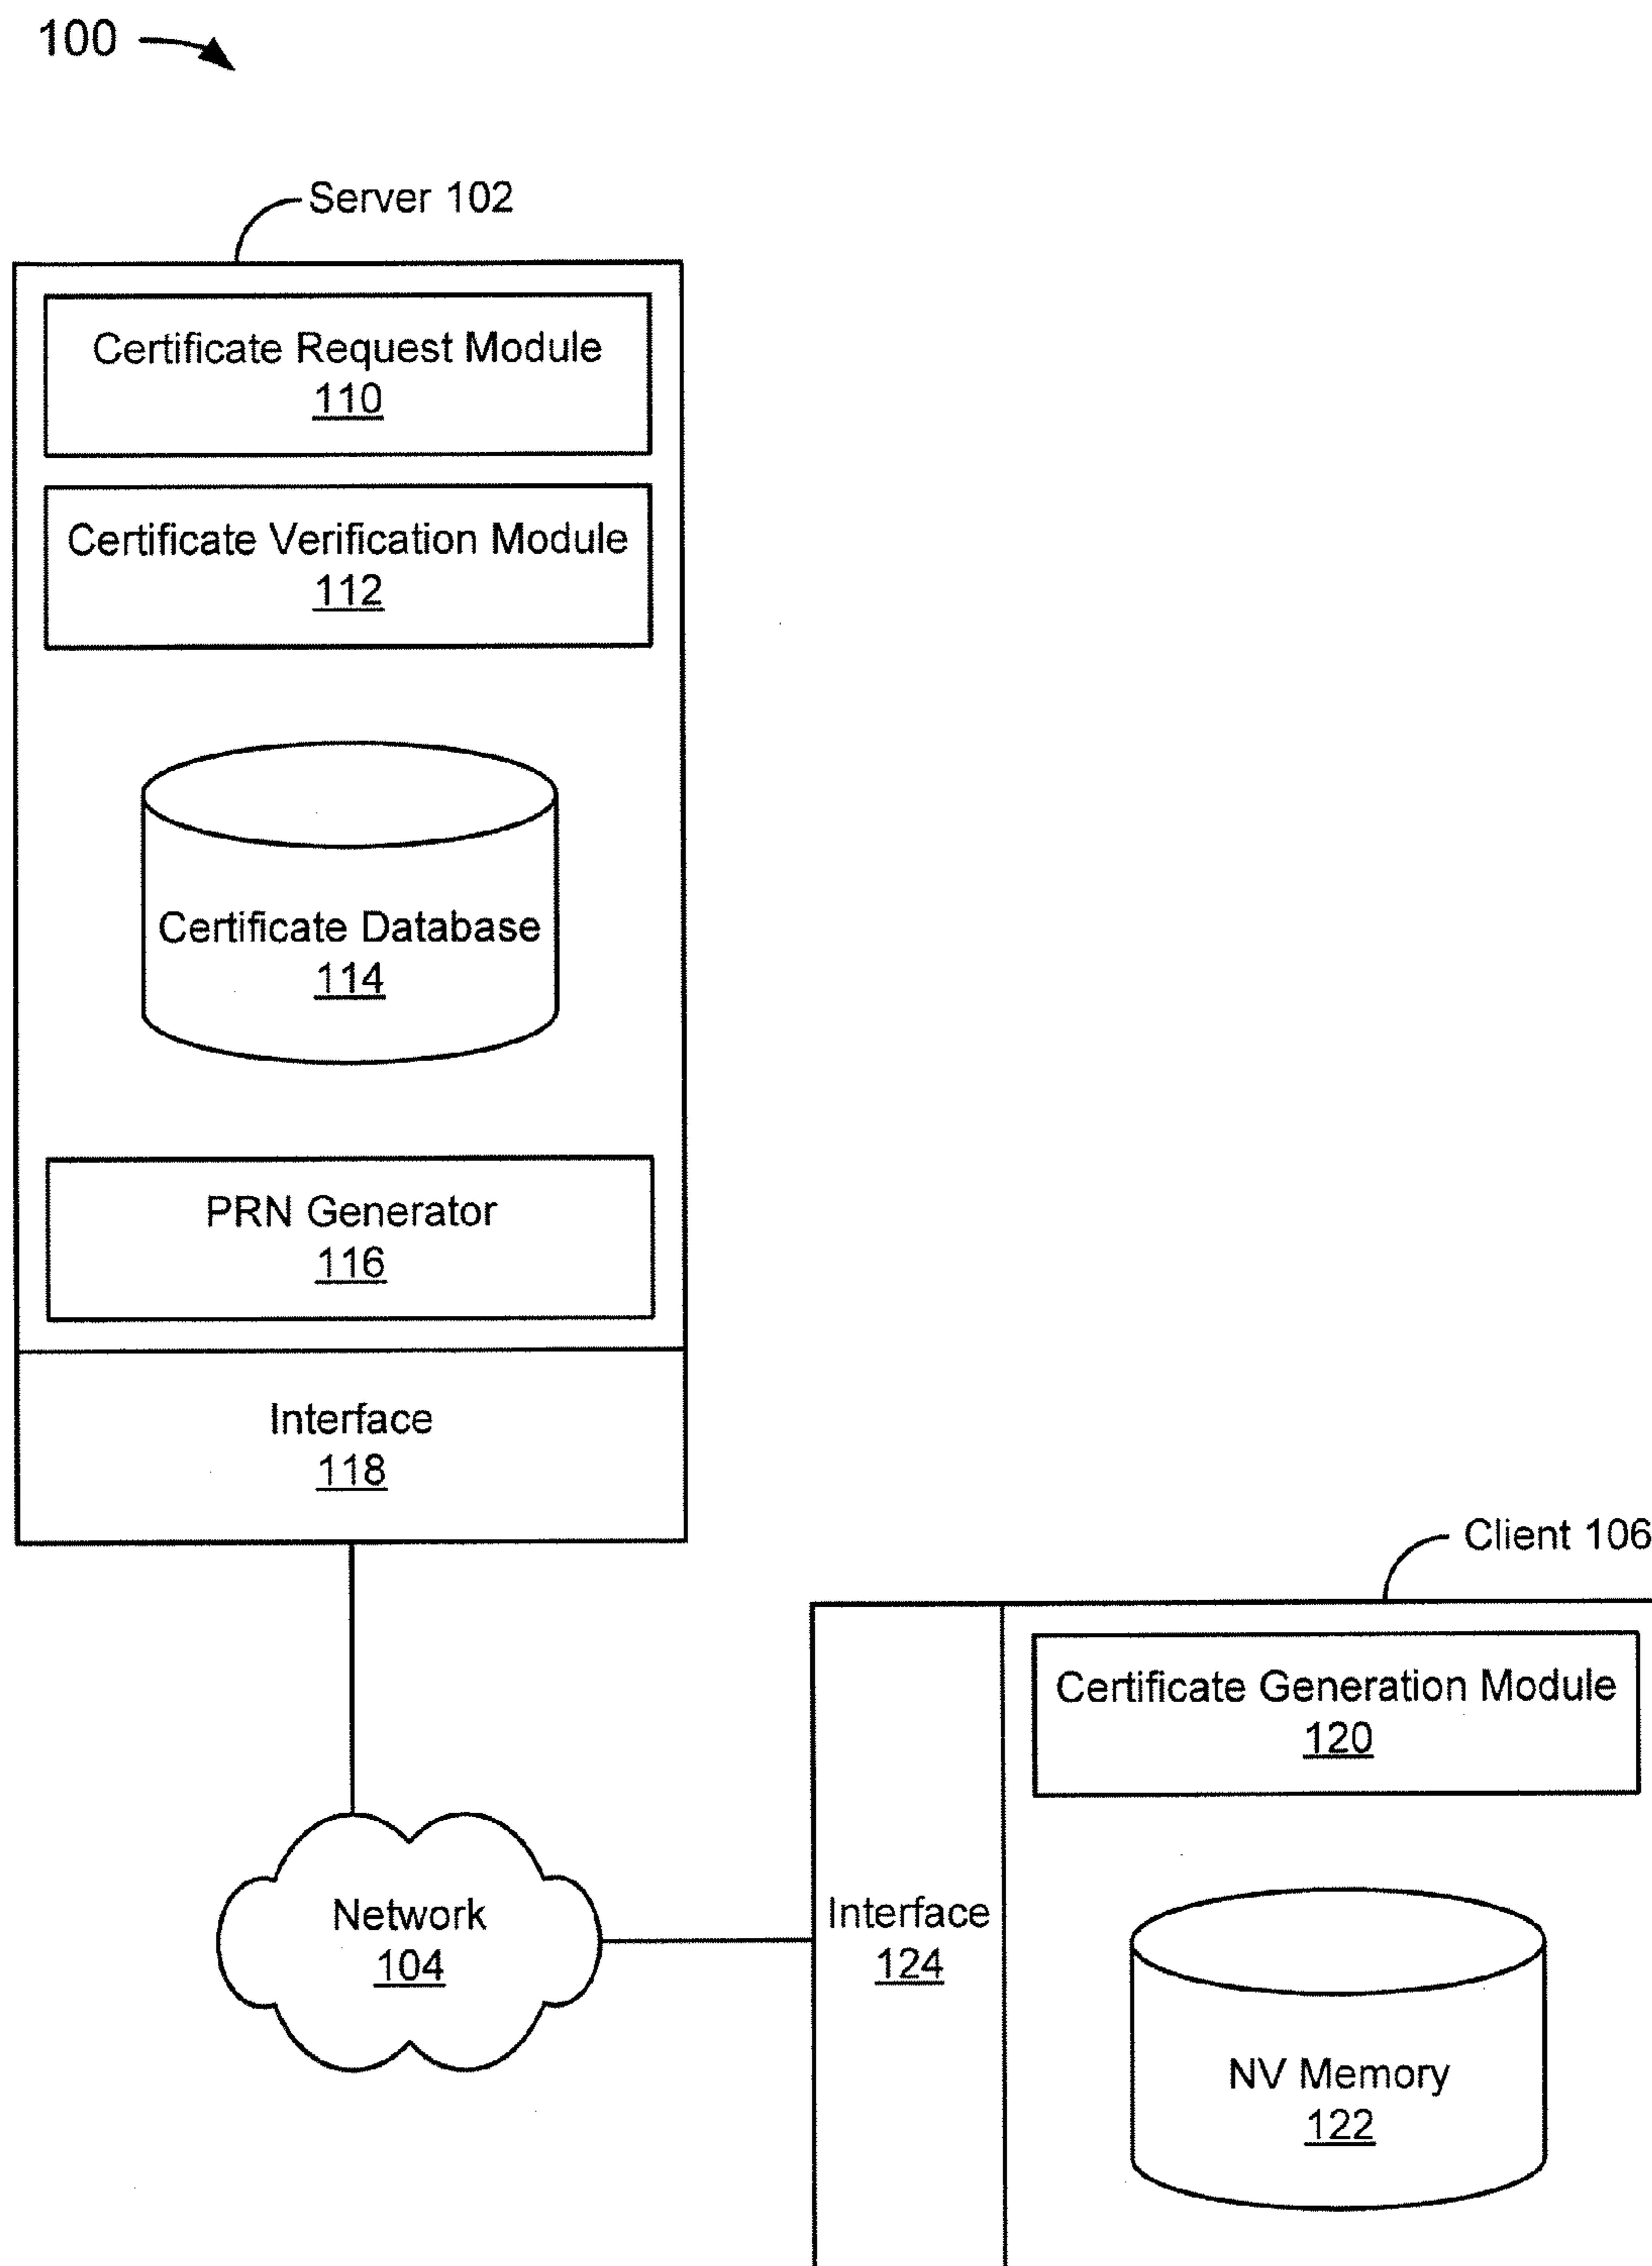 100
Server 102
Certificate Request Module
110
Certificate Verification Module
112
Certificate Database
114
PRN Generator
116
Interface
118
Client 106
Certificate Generation Module
120
Network
104
Interface
124
NV Memory
122